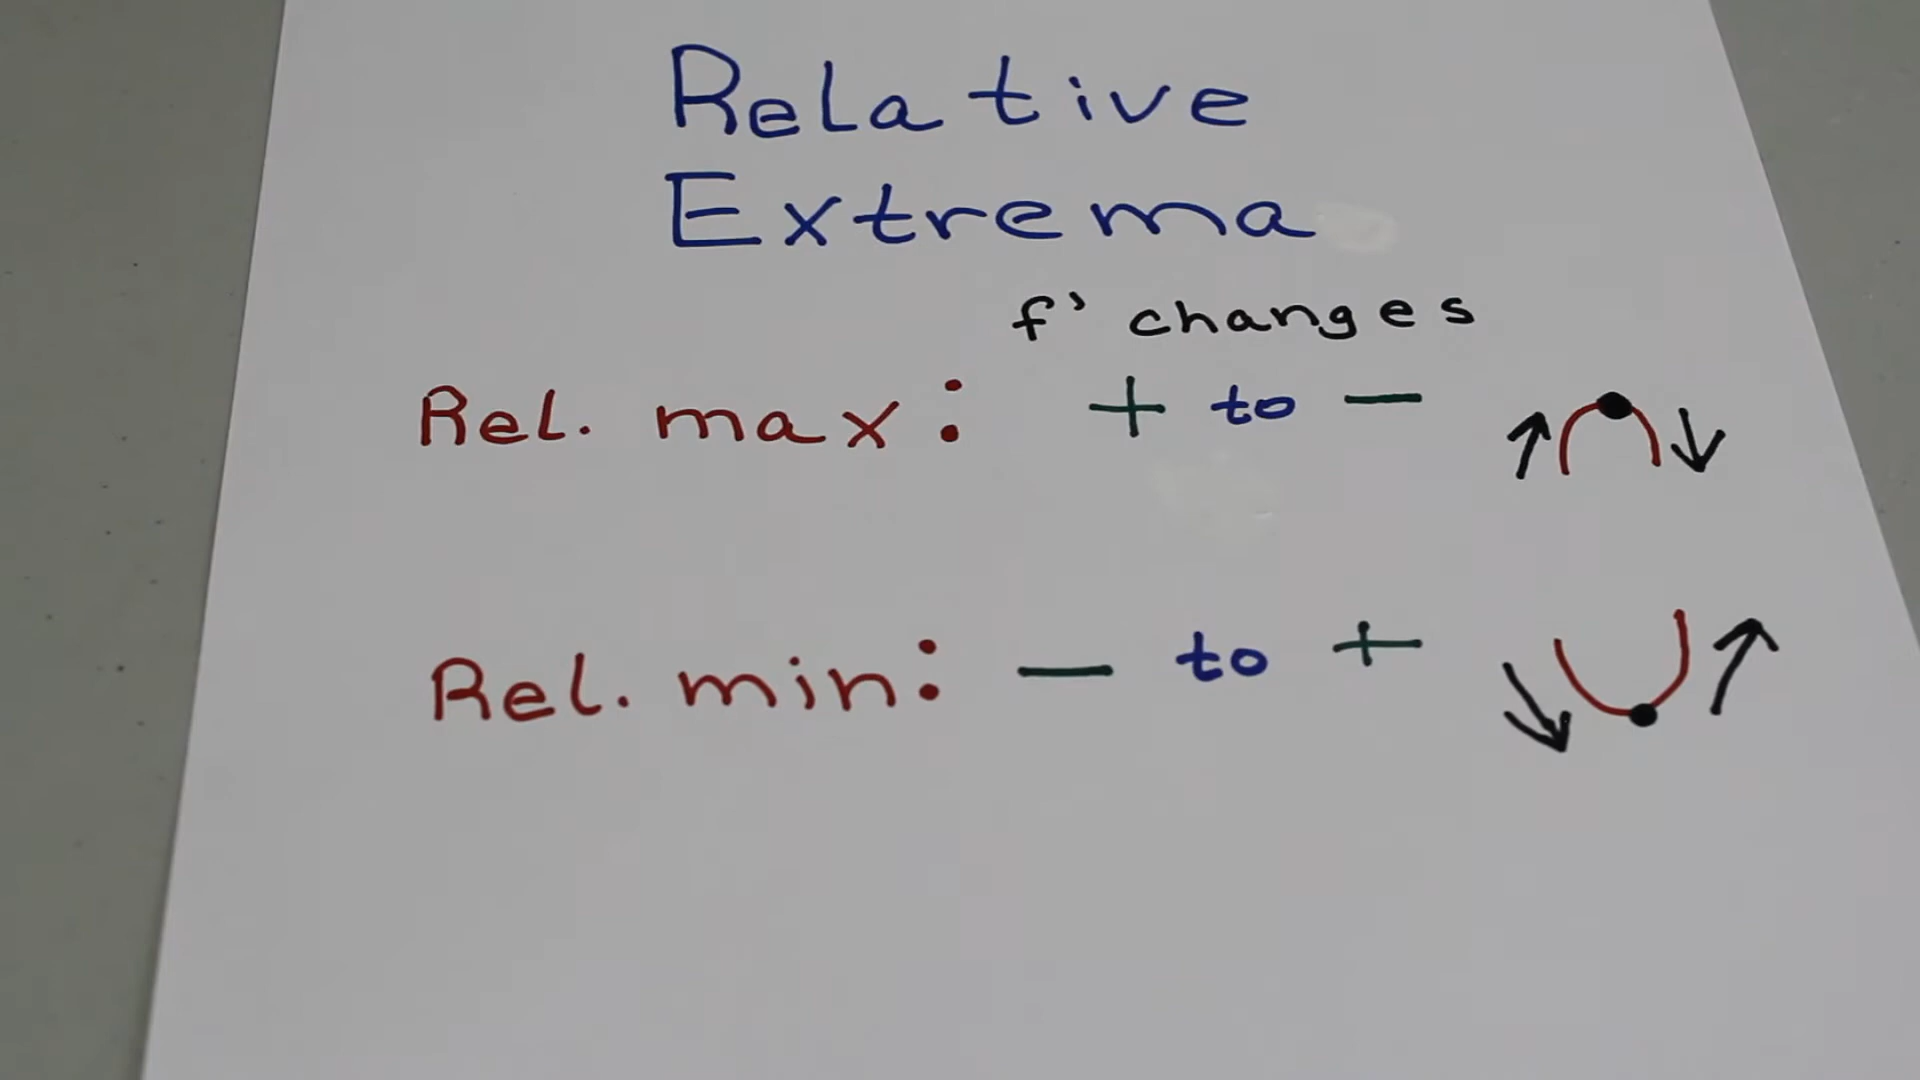 Relative
Extrema
f' changes
Rel. max: + to −
Rel. min: − to +